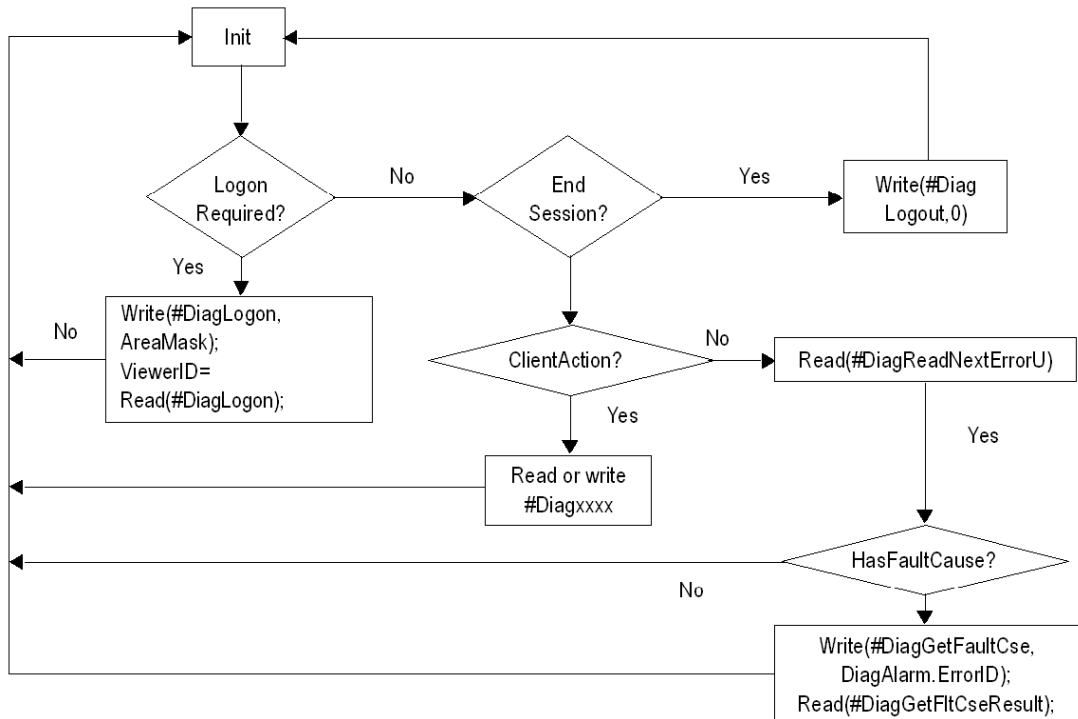 Init
Logon
Required?
No
End
Session?
Yes
Write(#Diag
Logout,0)
Yes
Write(#DiagLogon,
AreaMask);
ViewerID=
Read(#DiagLogon);
No
ClientAction?
No
Read(#DiagReadNextErrorU)
Yes
Yes
Read or write
#Diagxxxx
HasFaultCause?
No
Write(#DiagGetFaultCse,
DiagAlarm.ErrorID);
Read(#DiagGetFltCseResult);